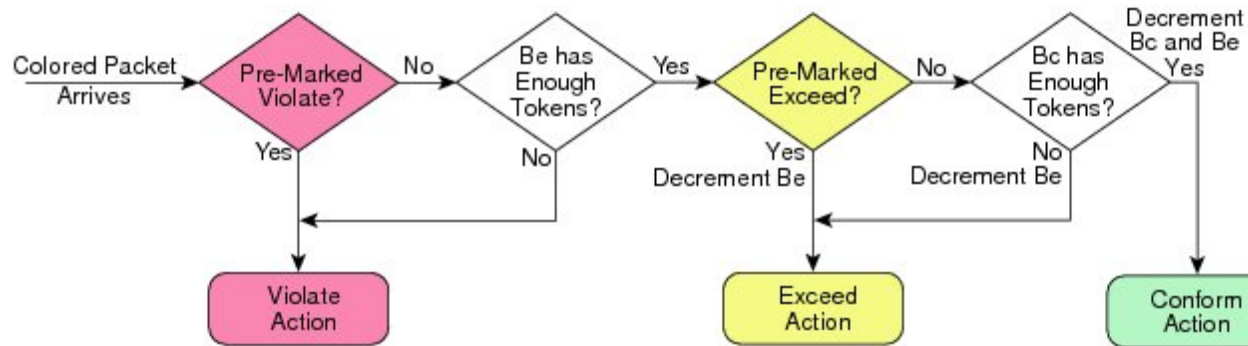 Colored Packet
Arrives
Pre-Marked
Violate?
No
Yes
Be has
Enough
Tokens?
Yes
No
Pre-Marked
Exceed?
No
Yes
Decrement Be
Bc has
Enough
Tokens?
Decrement
Bc and Be
Yes
No
Decrement Be
Violate
Action
Exceed
Action
Conform
Action